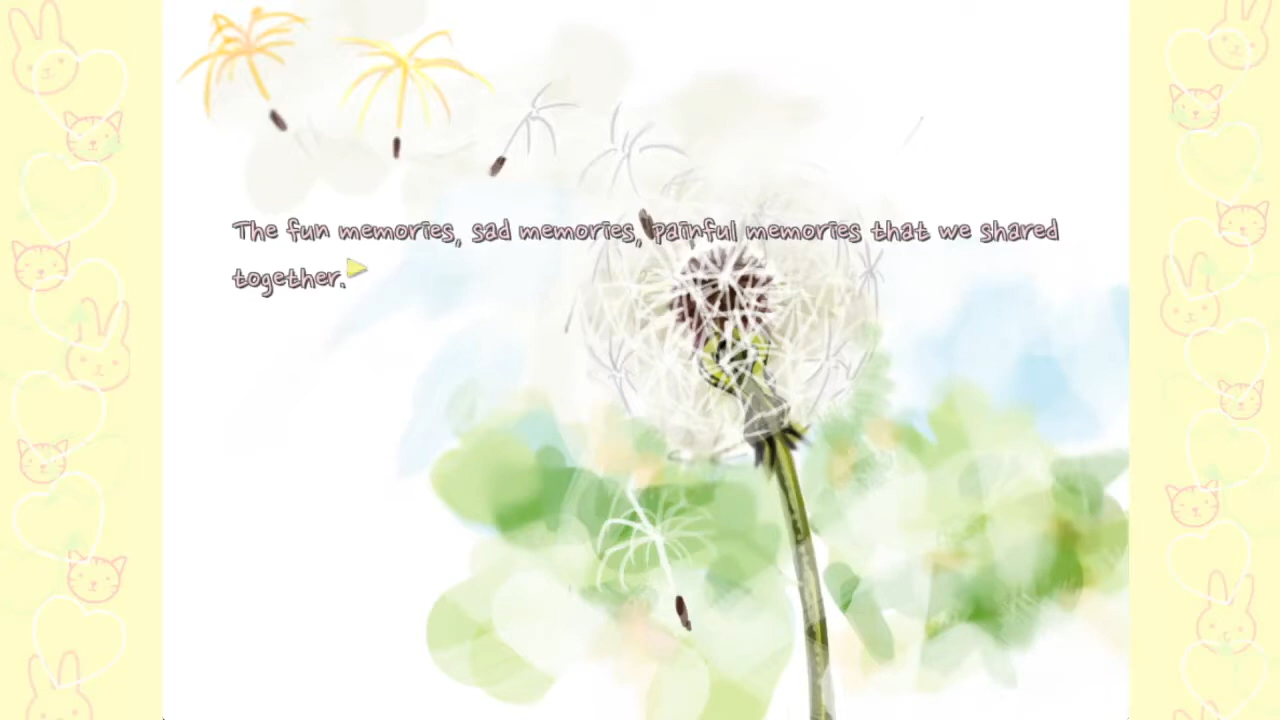 The fun memories, sad memories, painful memories that we shared
together.